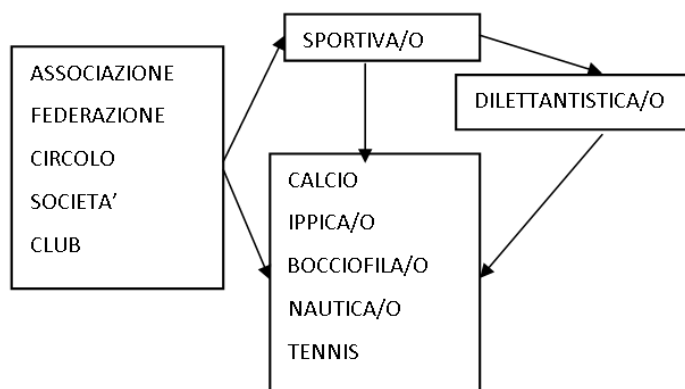 ASSOCIAZIONE
FEDERAZIONE
CIRCOLO
SOCIETA’
CLUB
SPORTIVA/O
DILETTANTISTICA/O
CALCIO
IPPICA/O
BOCCIOFILA/O
NAUTICA/O
TENNIS